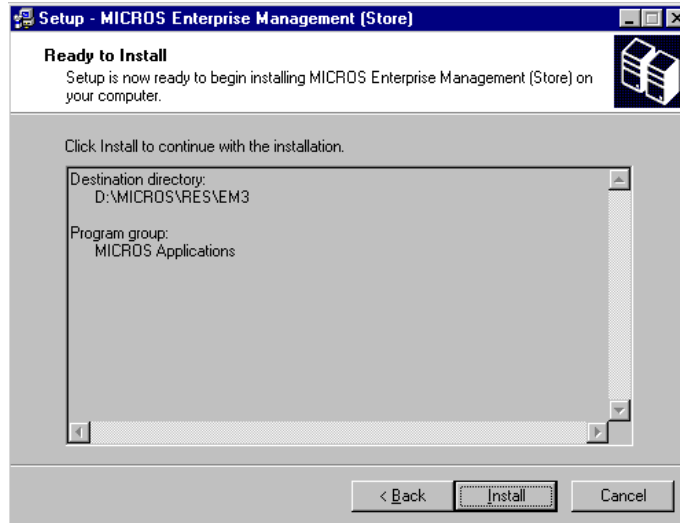 Setup - MICROS Enterprise Management (Store)
Ready to Install
Setup is now ready to begin installing MICROS Enterprise Management (Store) on
your computer.
Click Install to continue with the installation.
Destination directory:
D:\MICROS\RES\EM3
Program group:
MICROS Applications
< Back
Install
Cancel